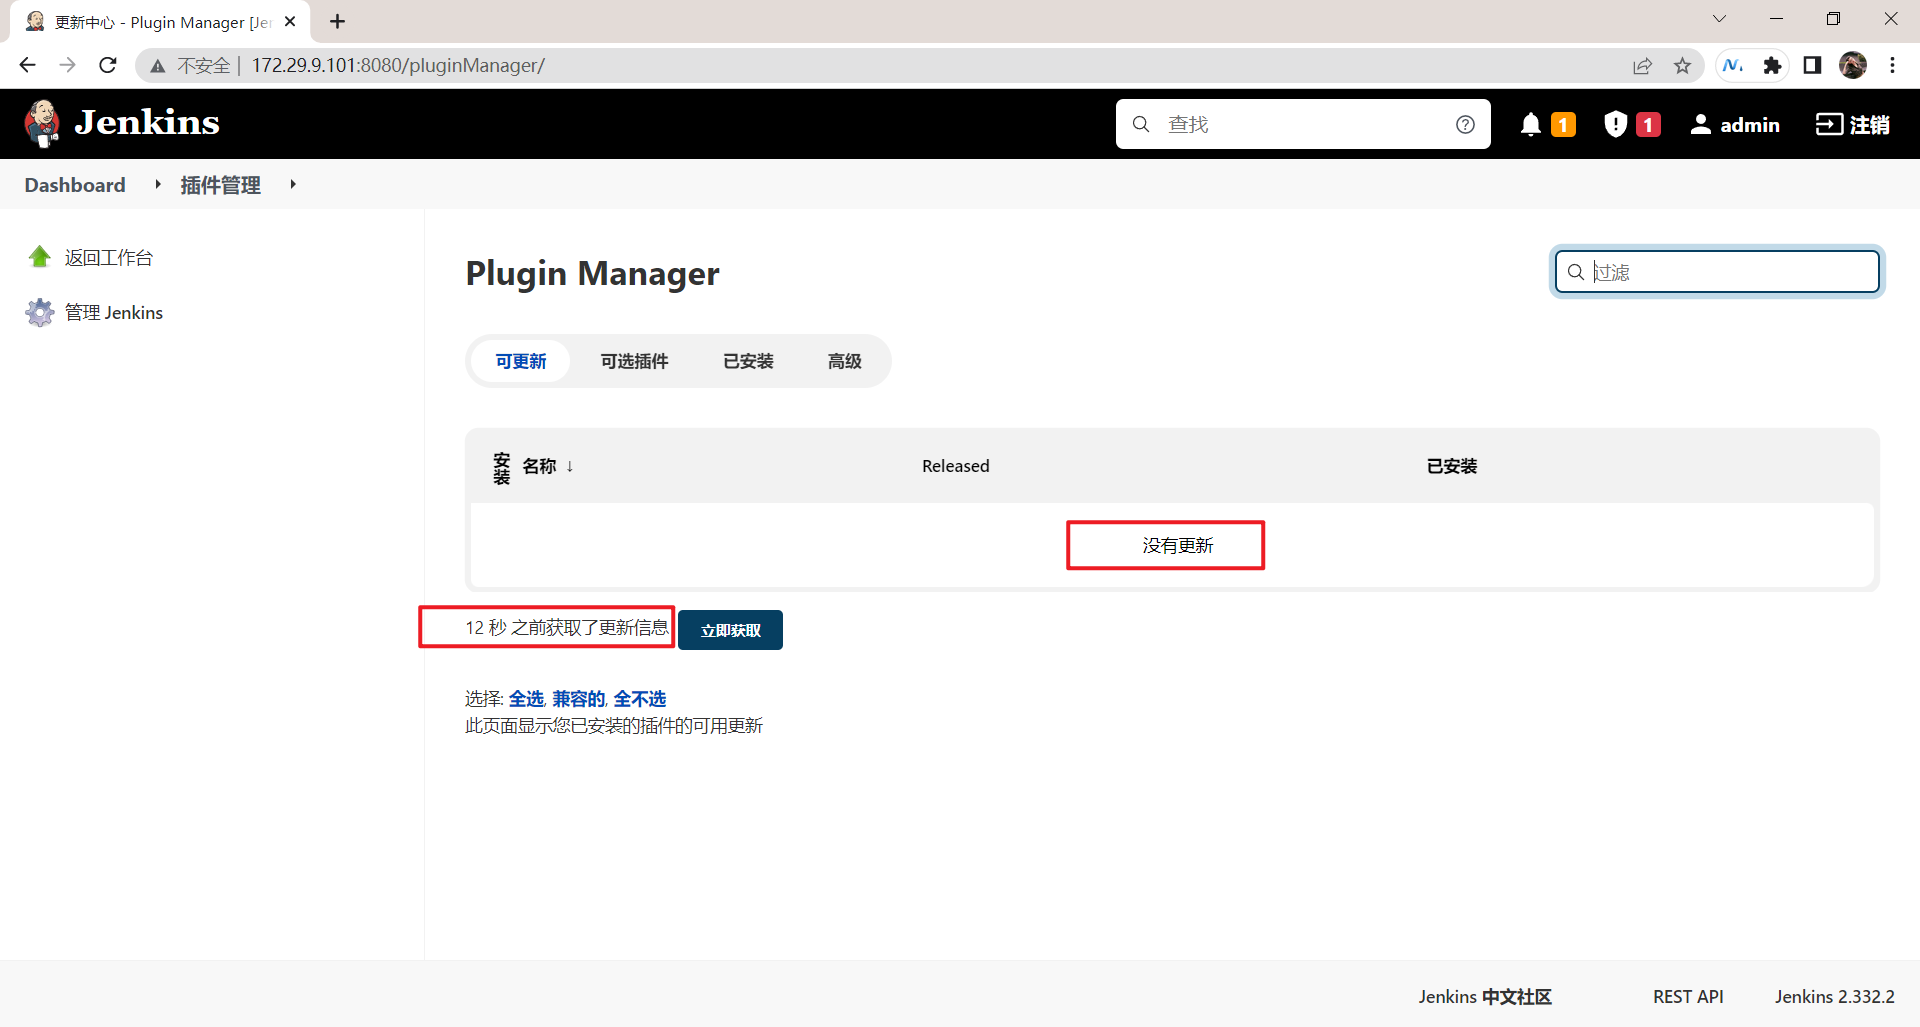 更新中心 - Plugin Manager [Jen
不安全 | 172.29.9.101:8080/pluginManager/
Jenkins
查找
1
1
admin
注销
Dashboard
插件管理
返回工作台
管理 Jenkins
Plugin Manager
过滤
可更新
可选插件
已安装
高级
安装 名称 ↓
Released
已安装
没有更新
12 秒 之前获取了更新信息
立即获取
选择: 全选, 兼容的, 全不选
此页面显示您已安装的插件的可用更新
Jenkins 中文社区
REST API
Jenkins 2.332.2